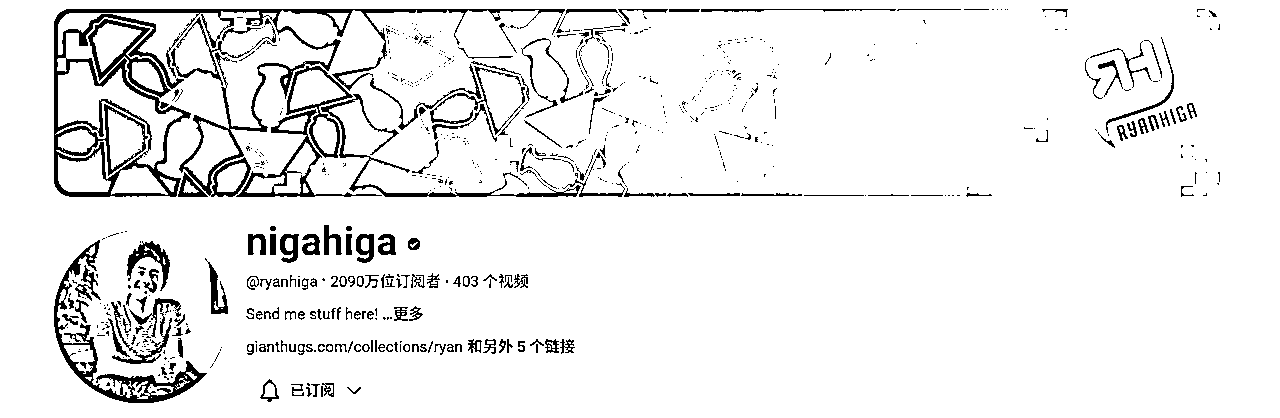 RYANHIGA
nigahiga
@ryanhiga · 2090万位订阅者 · 403 个视频
Send me stuff here! ...更多
gianthugs.com/collections/ryan 和另外 5 个链接
已订阅